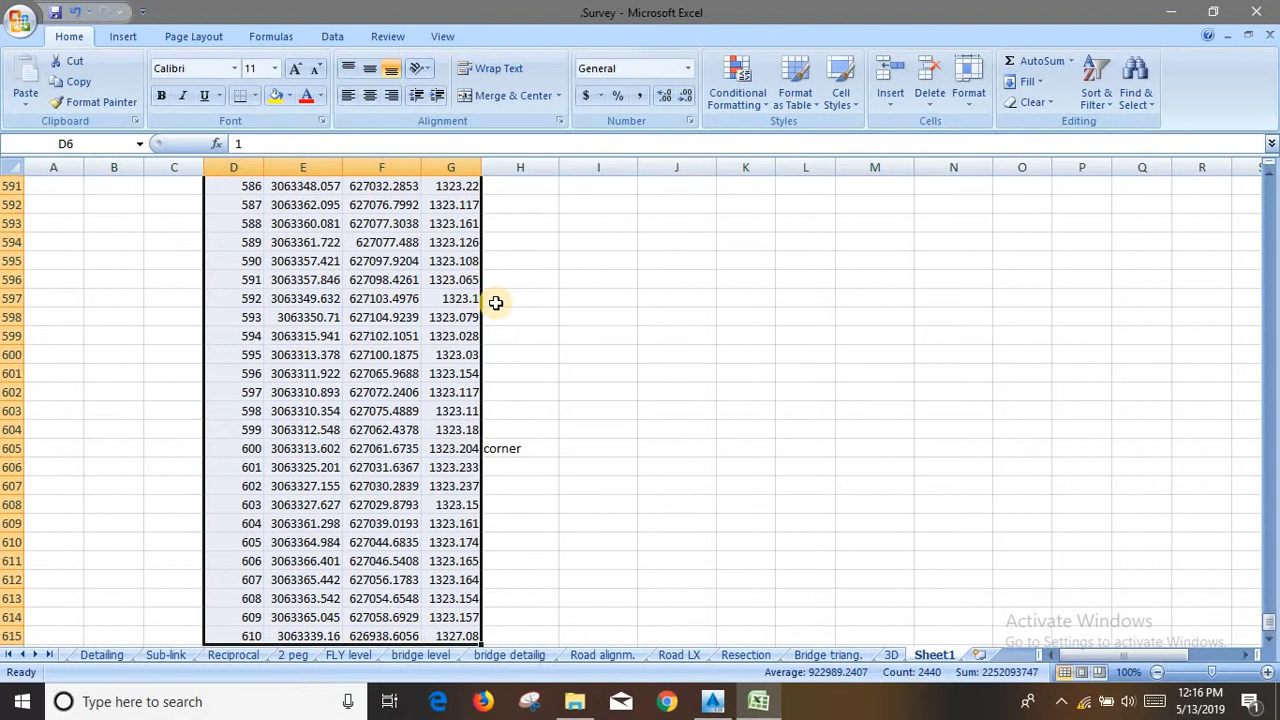 .Survey - Microsoft Excel
Home Insert Page Layout Formulas Data Review View
Paste Cut Copy Format Painter Clipboard
Calibri 11 B I U A A A Font
Wrap Text Merge & Center Alignment
General $ % , .0 .00 .00 .0 Number
Conditional Formatting Format as Table Cell Styles Styles
Insert Delete Format Cells
Σ AutoSum Fill Clear Sort & Filter Find & Select Editing
D6 fx 1
A B C D E F G H I J K L M N O P Q R S
591 586 3063348.057 627032.2853 1323.22
592 587 3063362.095 627076.7992 1323.117
593 588 3063360.081 627077.3038 1323.161
594 589 3063361.722 627077.488 1323.126
595 590 3063357.421 627097.9204 1323.108
596 591 3063357.846 627098.4261 1323.065
597 592 3063349.632 627103.4976 1323.1
598 593 3063350.71 627104.9239 1323.079
599 594 3063315.941 627102.1051 1323.028
600 595 3063313.378 627100.1875 1323.03
601 596 3063311.922 627065.9688 1323.154
602 597 3063310.893 627072.2406 1323.117
603 598 3063310.354 627075.4889 1323.11
604 599 3063312.548 627062.4378 1323.18
605 600 3063313.602 627061.6735 1323.204 corner
606 601 3063325.201 627031.6367 1323.233
607 602 3063327.155 627030.2839 1323.237
608 603 3063327.627 627029.8793 1323.15
609 604 3063361.298 627039.0193 1323.161
610 605 3063364.984 627044.6835 1323.174
611 606 3063366.401 627046.5408 1323.165
612 607 3063365.442 627056.1783 1323.164
613 608 3063363.542 627054.6548 1323.154
614 609 3063365.045 627058.6929 1323.157
615 610 3063339.16 626938.6056 1327.08
Activate Windows
Go to Settings to activate Windows.
Detailing Sub-link Reciprocal 2 peg FLY level bridge level bridge detailig Road alignm. Road LX Resection Bridge triang. 3D Sheet1
Ready Average: 922989.2407 Count: 2440 Sum: 2252093747 100%
Type here to search
12:16 PM
5/13/2019
1